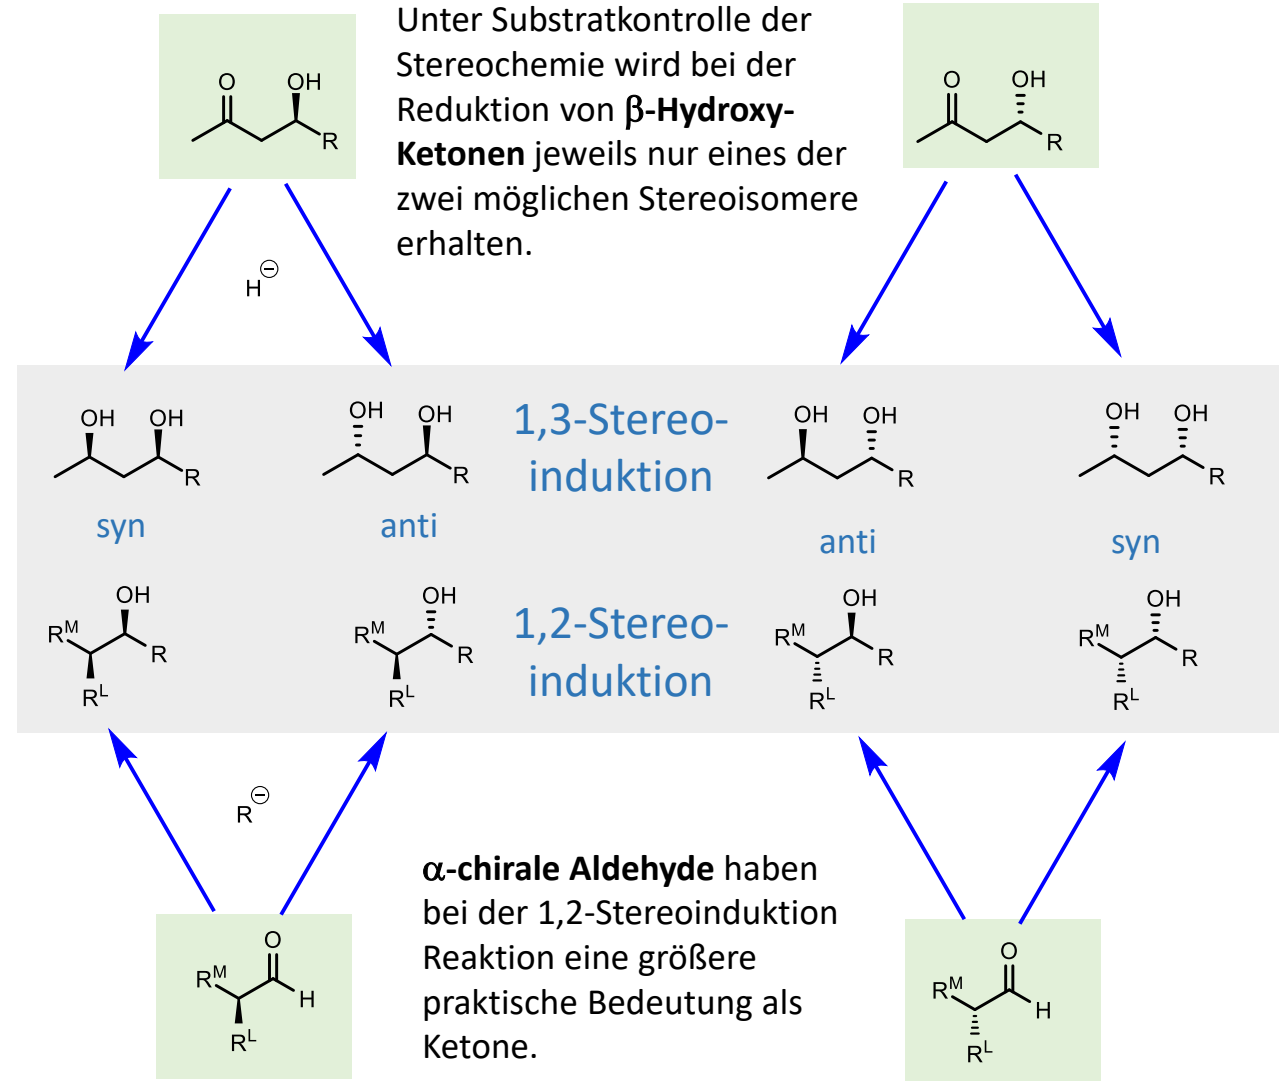 Unter Substratkontrolle der
Stereochemie wird bei der
Reduktion von β-Hydroxy-
Ketonen jeweils nur eines der
zwei möglichen Stereoisomere
erhalten.
O OH
R
O OH
R
H⊖
OH OH
R
syn
OH OH
R
anti
1,3-Stereo-
induktion
OH OH
R
anti
OH OH
R
syn
OH
Rᴹ
R
Rᴸ
OH
Rᴹ
R
Rᴸ
1,2-Stereo-
induktion
OH
Rᴹ
R
Rᴸ
OH
Rᴹ
R
Rᴸ
R⊖
O
Rᴹ
H
Rᴸ
α-chirale Aldehyde haben
bei der 1,2-Stereoinduktion
Reaktion eine größere
praktische Bedeutung als
Ketone.
O
Rᴹ
H
Rᴸ